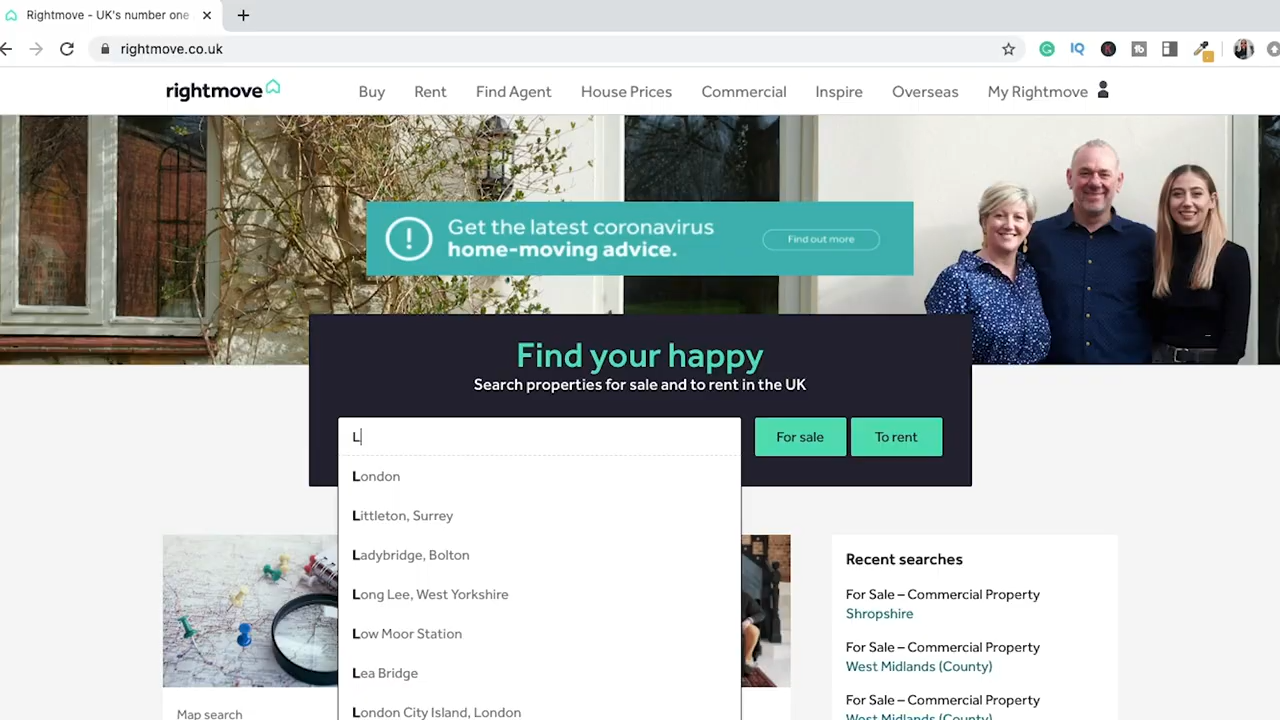 Rightmove - UK's number one
rightmove.co.uk
IQ
K
tb
rightmove
Buy Rent Find Agent House Prices Commercial Inspire Overseas My Rightmove
Get the latest coronavirus
home-moving advice.
Find out more
Find your happy
Search properties for sale and to rent in the UK
L
For sale
To rent
London
Littleton, Surrey
Ladybridge, Bolton
Long Lee, West Yorkshire
Low Moor Station
Lea Bridge
London City Island, London
Map search
Recent searches
For Sale – Commercial Property
Shropshire
For Sale – Commercial Property
West Midlands (County)
For Sale – Commercial Property
West Midlands (County)